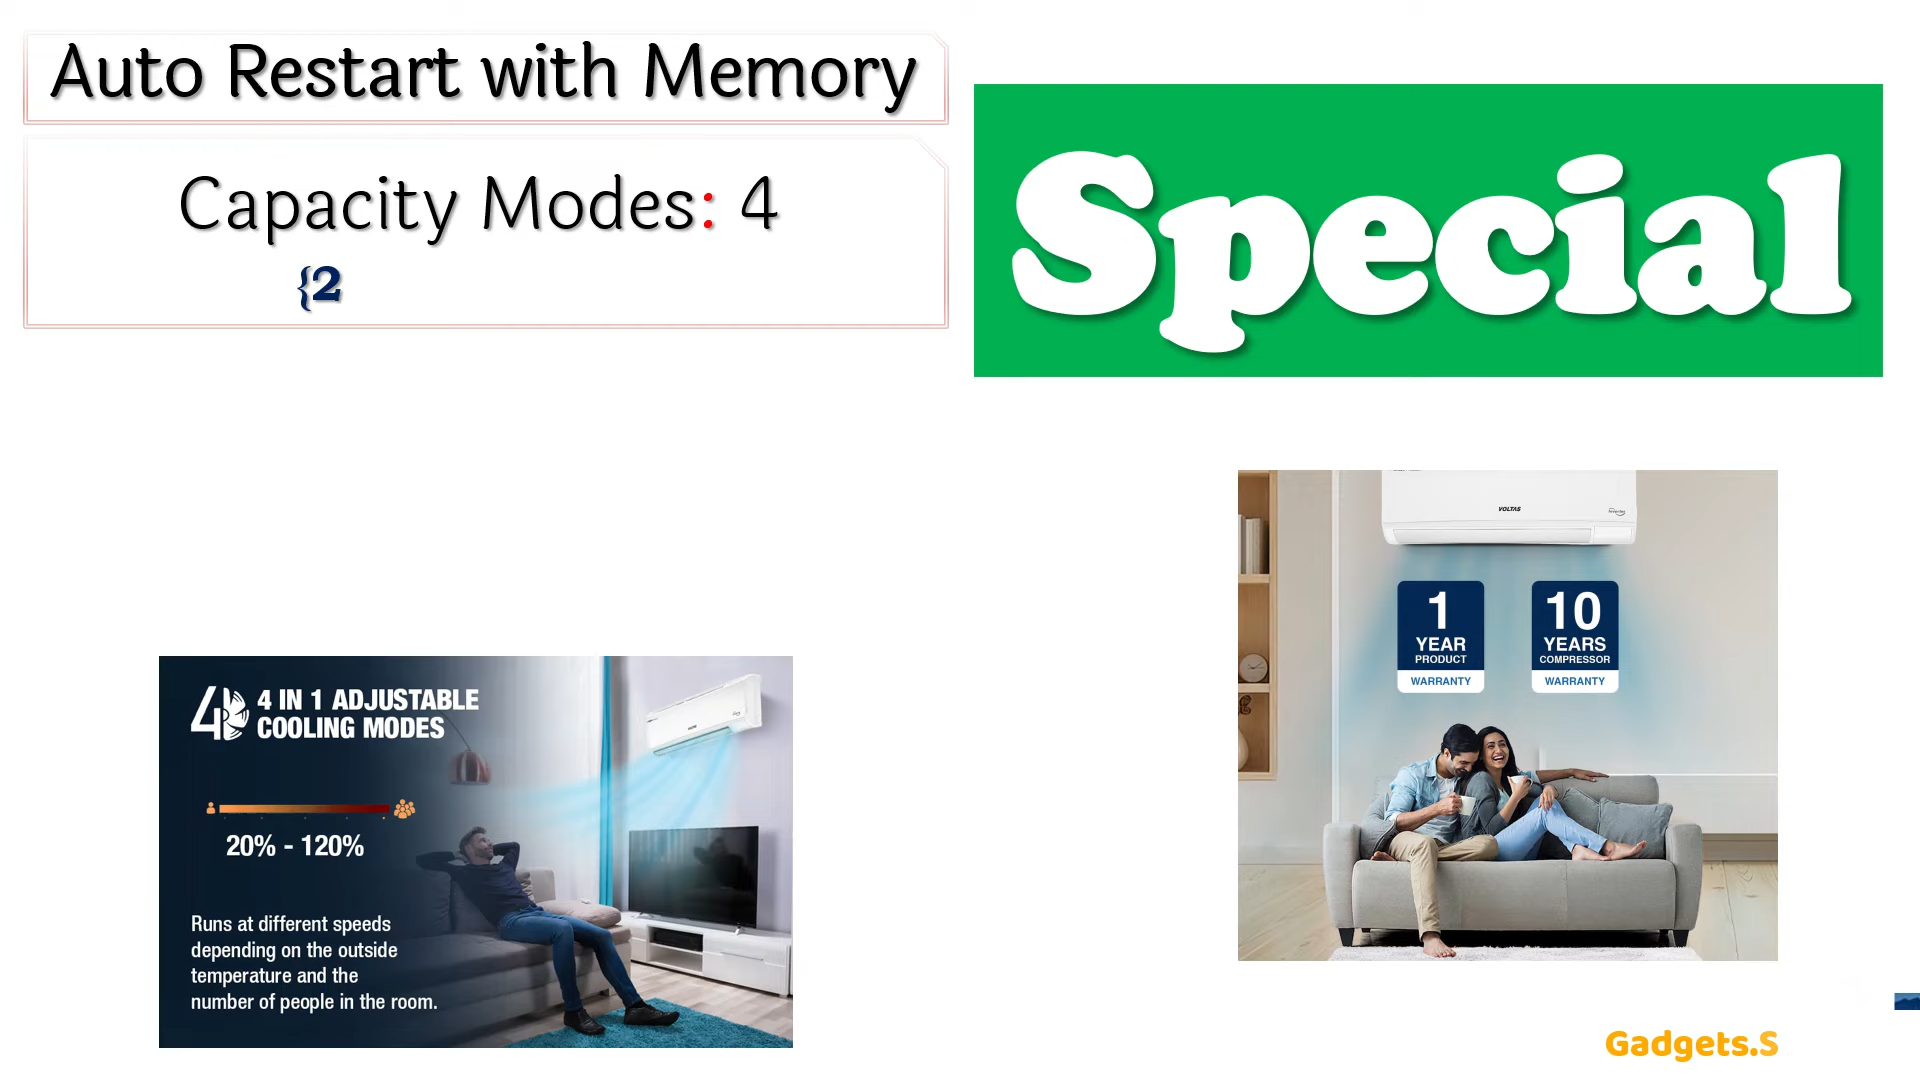 Auto Restart with Memory
Capacity Modes: 4
{2
Special
4 IN 1 ADJUSTABLE
COOLING MODES
20% - 120%
Runs at different speeds
depending on the outside
temperature and the
number of people in the room.
VOLTAS
1
YEAR
PRODUCT
WARRANTY
10
YEARS
COMPRESSOR
WARRANTY
Gadgets.S